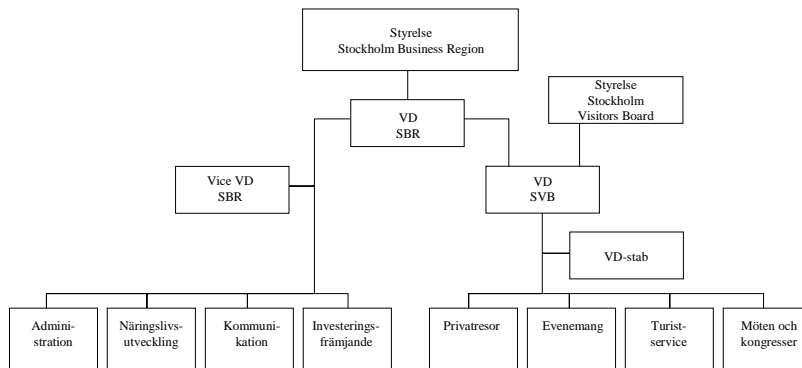 Styrelse
Stockholm Business Region
Styrelse
Stockholm
Visitors Board
VD
SBR
Vice VD
SBR
VD
SVB
VD-stab
Admini-
stration
Näringslivs-
utveckling
Kommuni-
kation
Investerings-
främjande
Privatresor
Evenemang
Turist-
service
Möten och
kongresser